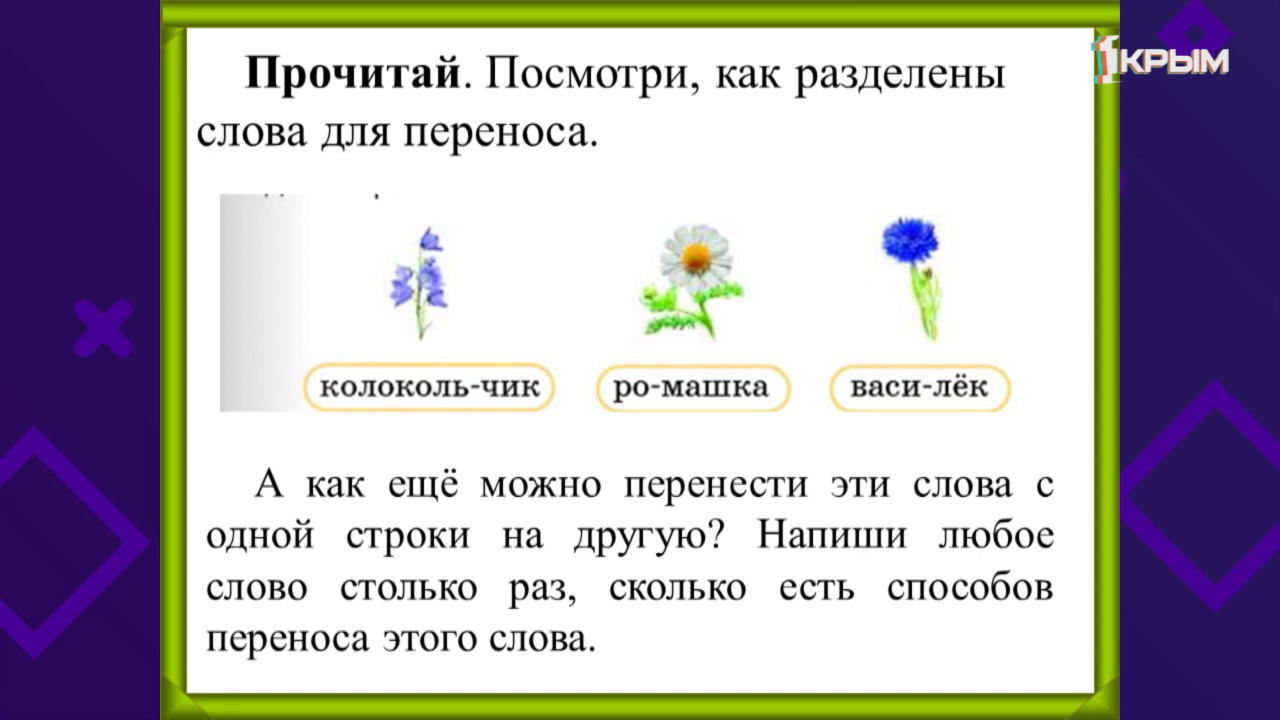 Прочитай. Посмотри, как разделены
слова для переноса.
1КРЫМ
колоколь-чик
ро-машка
васи-лёк
А как ещё можно перенести эти слова с
одной строки на другую? Напиши любое
слово столько раз, сколько есть способов
переноса этого слова.